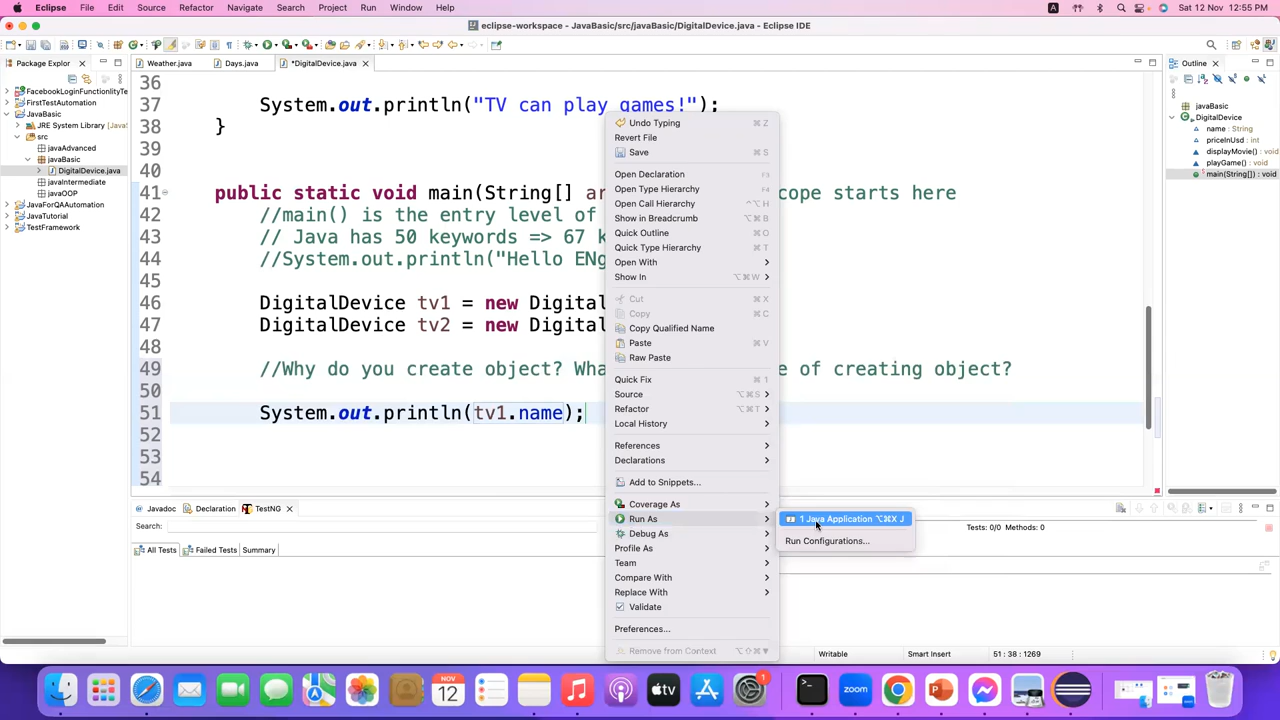 Eclipse File Edit Source Refactor Navigate Search Project Run Window Help
A Sat 12 Nov 12:55 PM
eclipse-workspace - JavaBasic/src/javaBasic/DigitalDevice.java - Eclipse IDE
Package Explorer
FacebookLoginFunctionlityTe
FirstTestAutomation
JavaBasic
JRE System Library [JavaS
src
javaAdvanced
javaBasic
DigitalDevice.java
javaIntermediate
javaOOP
JavaForQAAutomation
JavaTutorial
TestFramework
Weather.java Days.java *DigitalDevice.java
36
37 System.out.println("TV can play games!");
38 }
39
40
41 public static void main(String[] ar cope starts here
42 //main() is the entry level of
43 // Java has 50 keywords => 67 k
44 //System.out.println("Hello ENg
45
46 DigitalDevice tv1 = new Digital
47 DigitalDevice tv2 = new Digital
48
49 //Why do you create object? Wha e of creating object?
50
51 System.out.println(tv1.name);
52
53
54
Undo Typing ⌘Z
Revert File
Save ⌘S
Open Declaration F3
Open Type Hierarchy F4
Open Call Hierarchy ^⌥H
Show in Breadcrumb ⌥⌘B
Quick Outline ⌘O
Quick Type Hierarchy ⌘T
Open With
Show In ⌥⌘W
Cut ⌘X
Copy ⌘C
Copy Qualified Name
Paste ⌘V
Raw Paste
Quick Fix ⌘1
Source ⌥⌘S
Refactor ⌥⌘T
Local History
References
Declarations
Add to Snippets...
Coverage As
Run As
Debug As
Profile As
Team
Compare With
Replace With
Validate
Preferences...
Remove from Context ⌥⇧⌘▼
1 Java Application ⌥⌘X J
Run Configurations...
Outline
javaBasic
DigitalDevice
name : String
priceInUsd : double
displayMovie() : void
playGame() : void
main(String[]) : void
Javadoc Declaration TestNG
Search:
Tests: 0/0 Methods: 0
All Tests Failed Tests Summary
Writable Smart Insert 51 : 38 : 1269
NOV
12
tv
zoom
1